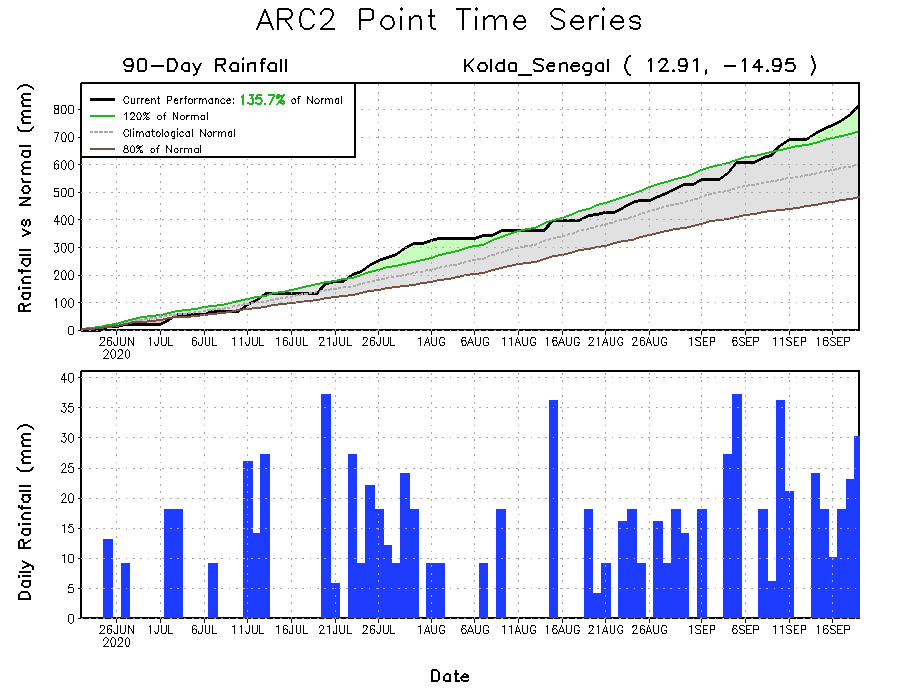 ARC2 Point Time Series
90-Day Rainfall
Kolda_Senegal ( 12.91, -14.95 )
Rainfall vs Normal (mm)
Current Performance: 135.7% of Normal
120% of Normal
Climatological Normal
80% of Normal
800
700
600
500
400
300
200
100
0
26JUN 1JUL 6JUL 11JUL 16JUL 21JUL 26JUL 1AUG 6AUG 11AUG 16AUG 21AUG 26AUG 1SEP 6SEP 11SEP 16SEP
2020
Daily Rainfall (mm)
40
35
30
25
20
15
10
5
0
26JUN 1JUL 6JUL 11JUL 16JUL 21JUL 26JUL 1AUG 6AUG 11AUG 16AUG 21AUG 26AUG 1SEP 6SEP 11SEP 16SEP
2020
Date